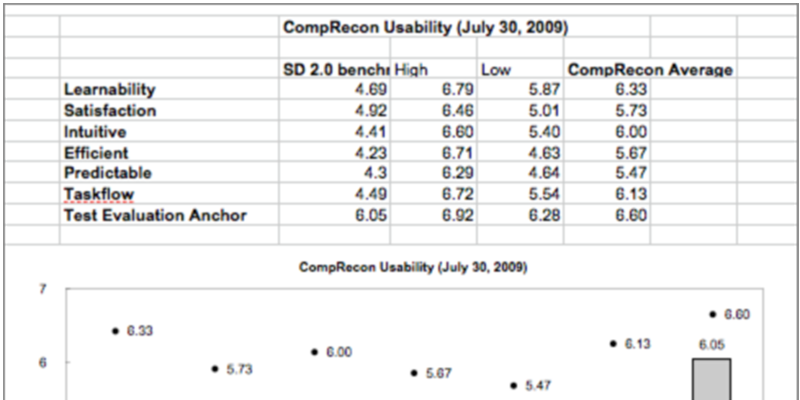 CompRecon Usability (July 30, 2009)
SD 2.0 benchr High Low CompRecon Average
Learnability 4.69 6.79 5.87 6.33
Satisfaction 4.92 6.46 5.01 5.73
Intuitive 4.41 6.60 5.40 6.00
Efficient 4.23 6.71 4.63 5.67
Predictable 4.3 6.29 4.64 5.47
Taskflow 4.49 6.72 5.54 6.13
Test Evaluation Anchor 6.05 6.92 6.28 6.60
CompRecon Usability (July 30, 2009)
7
6.60
6.33
6.13 6.05
6.00
6
5.73 5.67
5.47